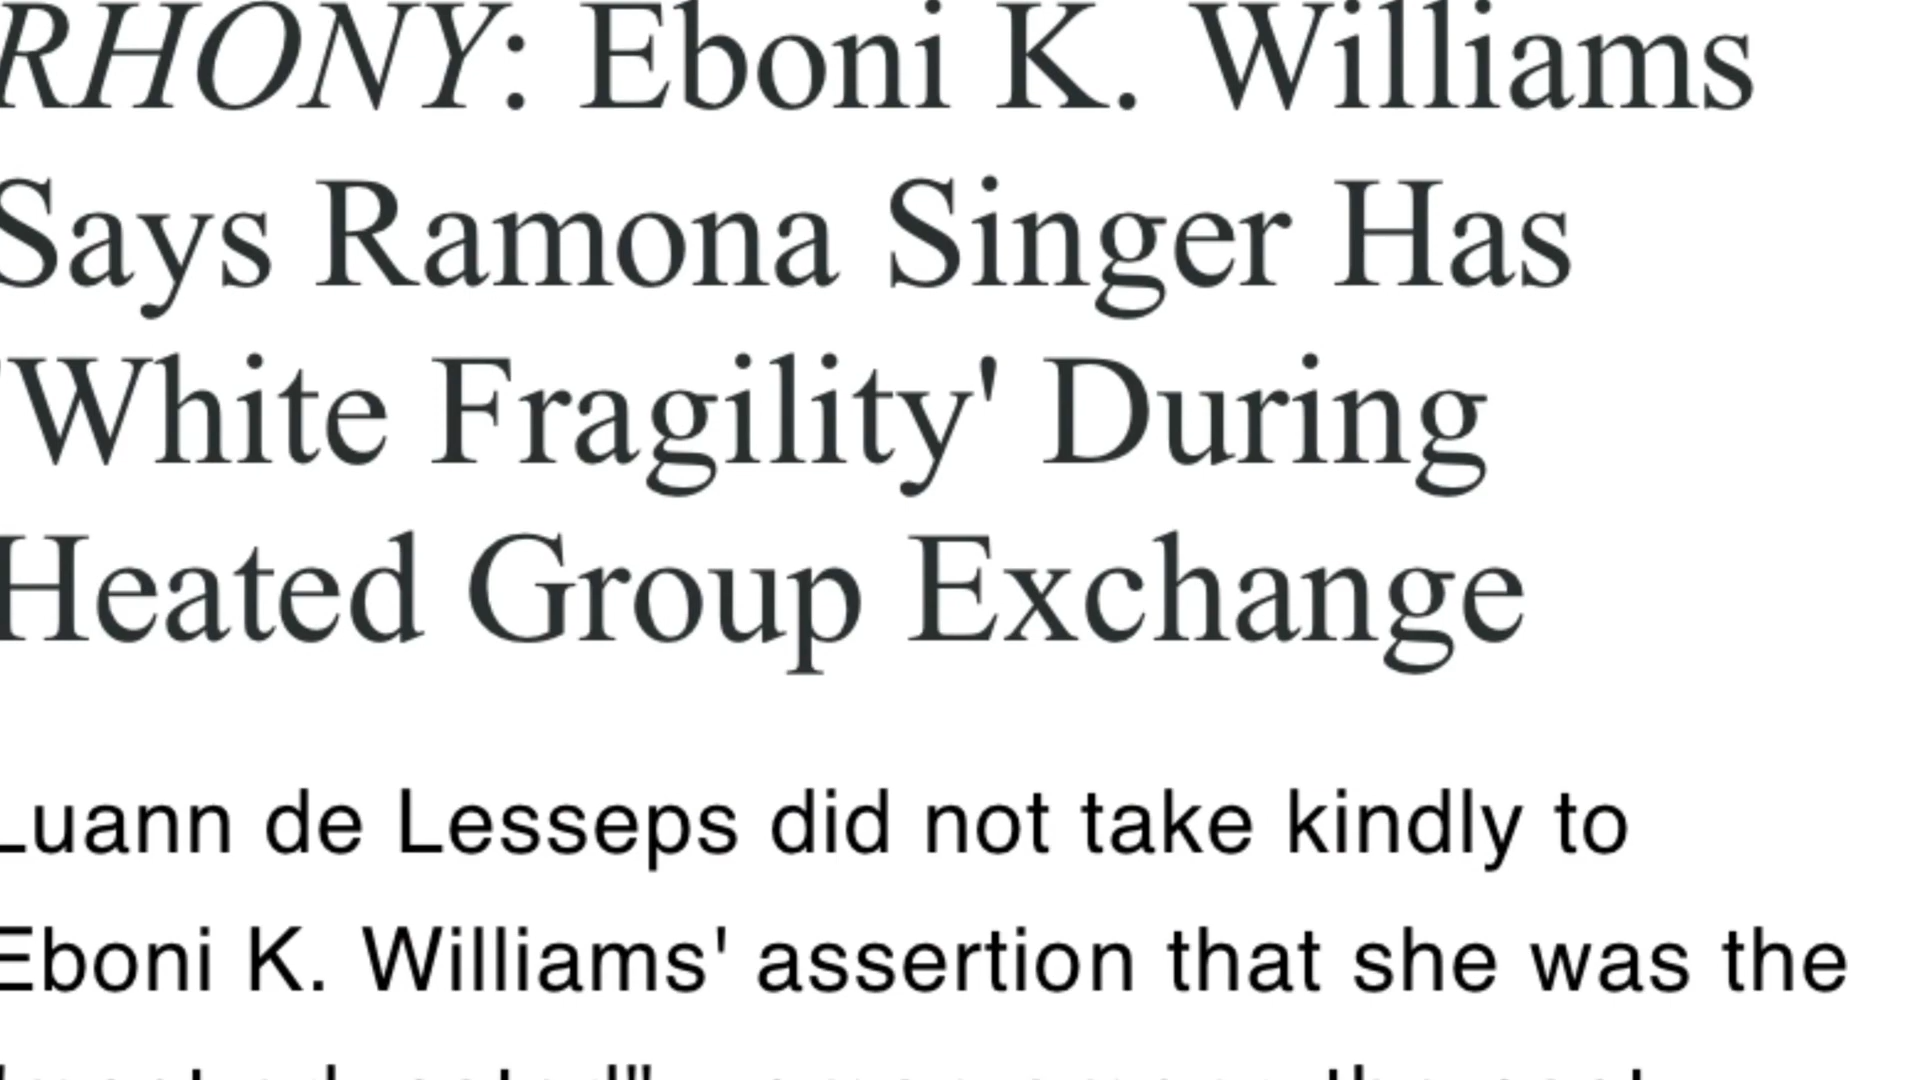 RHONY: Eboni K. Williams
Says Ramona Singer Has
'White Fragility' During
Heated Group Exchange
Luann de Lesseps did not take kindly to
Eboni K. Williams' assertion that she was the